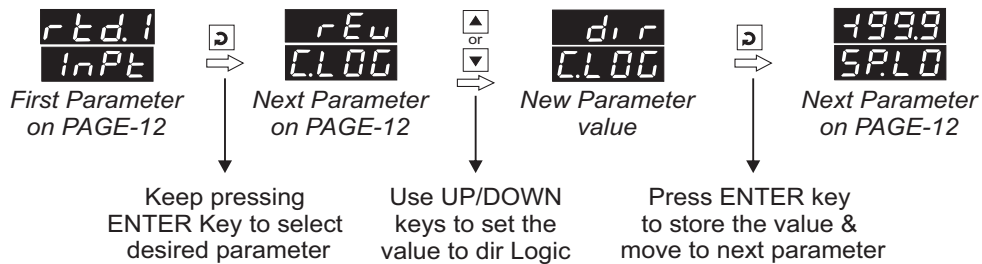 rtd.1
InPt
First Parameter
on PAGE-12
rEu
C.LOG
Next Parameter
on PAGE-12
or
dir
C.LOG
New Parameter
value
-199.9
SP.LO
Next Parameter
on PAGE-12
Keep pressing
ENTER Key to select
desired parameter
Use UP/DOWN
keys to set the
value to dir Logic
Press ENTER key
to store the value &
move to next parameter